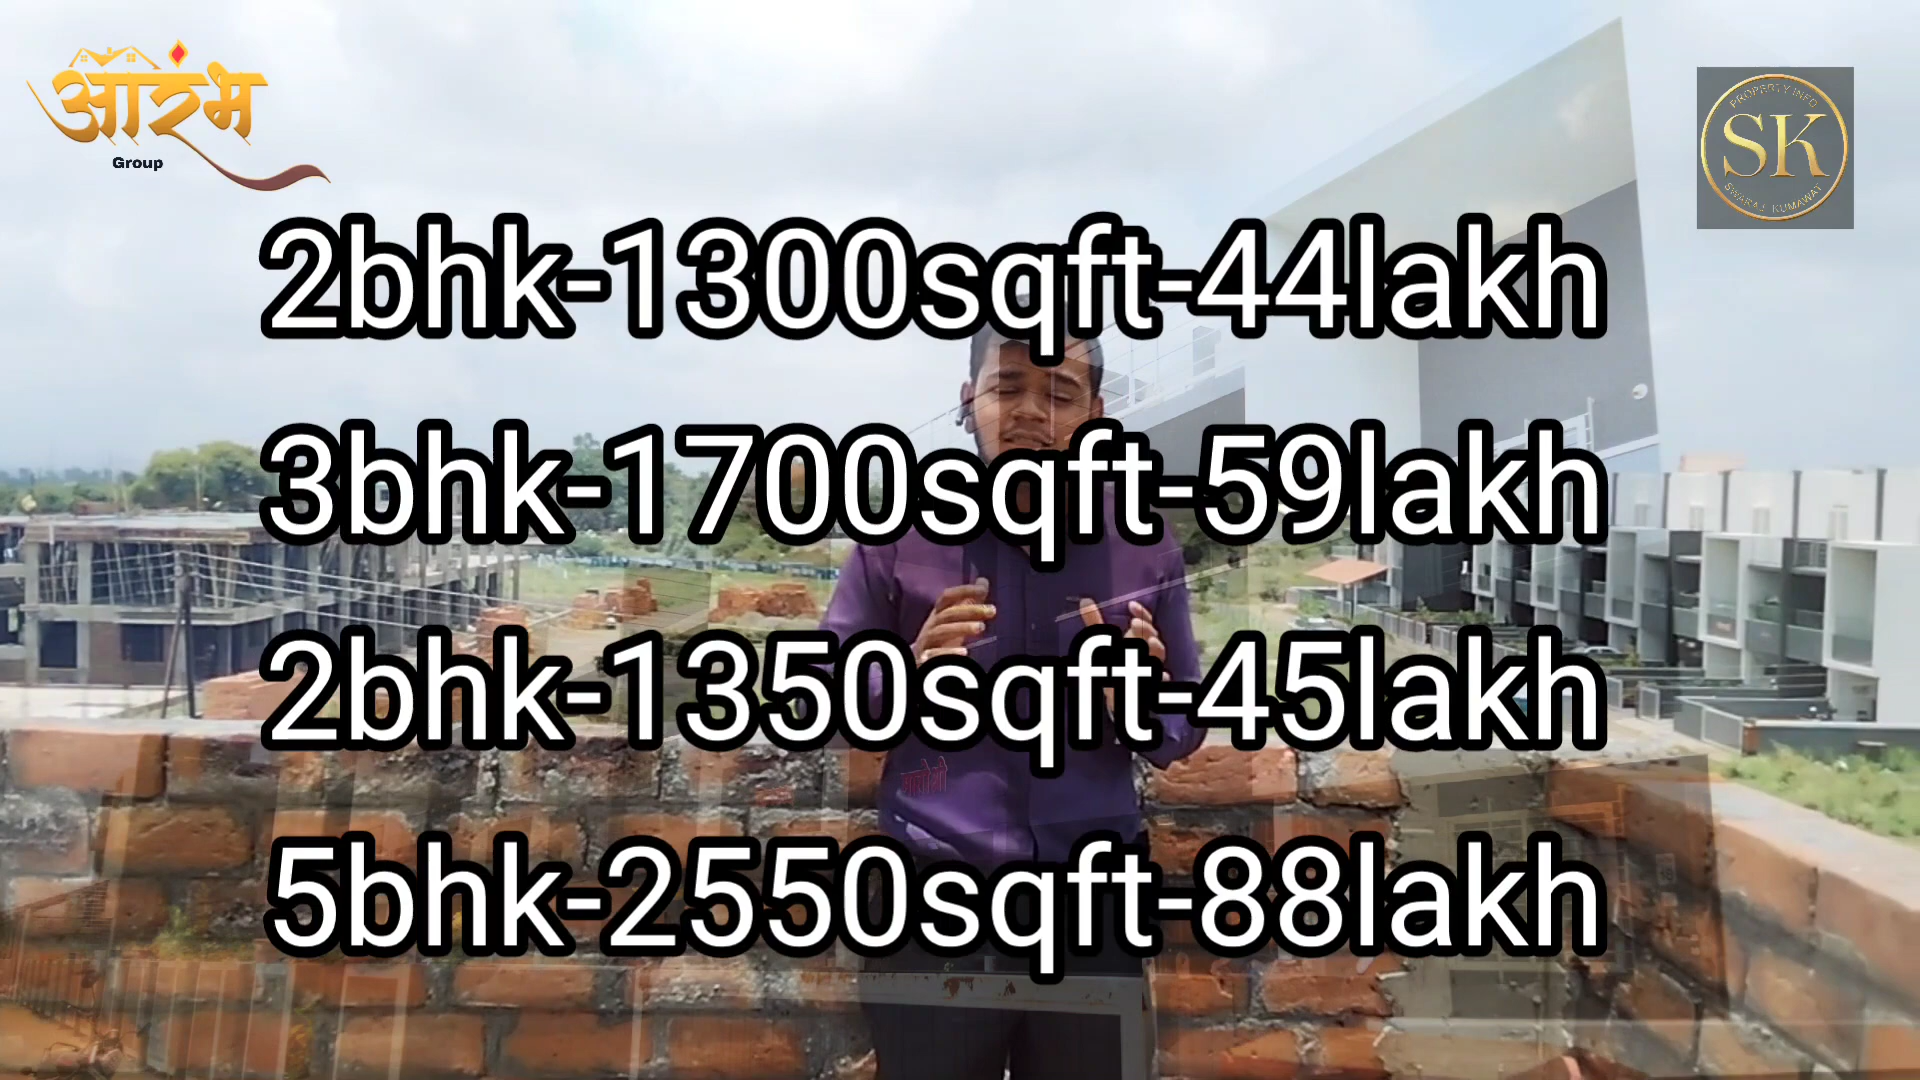 आरंभ
Group
PROPERTY INFO
SK
SWARAJ KUMAWAT
2bhk-1300sqft-44lakh
3bhk-1700sqft-59lakh
2bhk-1350sqft-45lakh
5bhk-2550sqft-88lakh